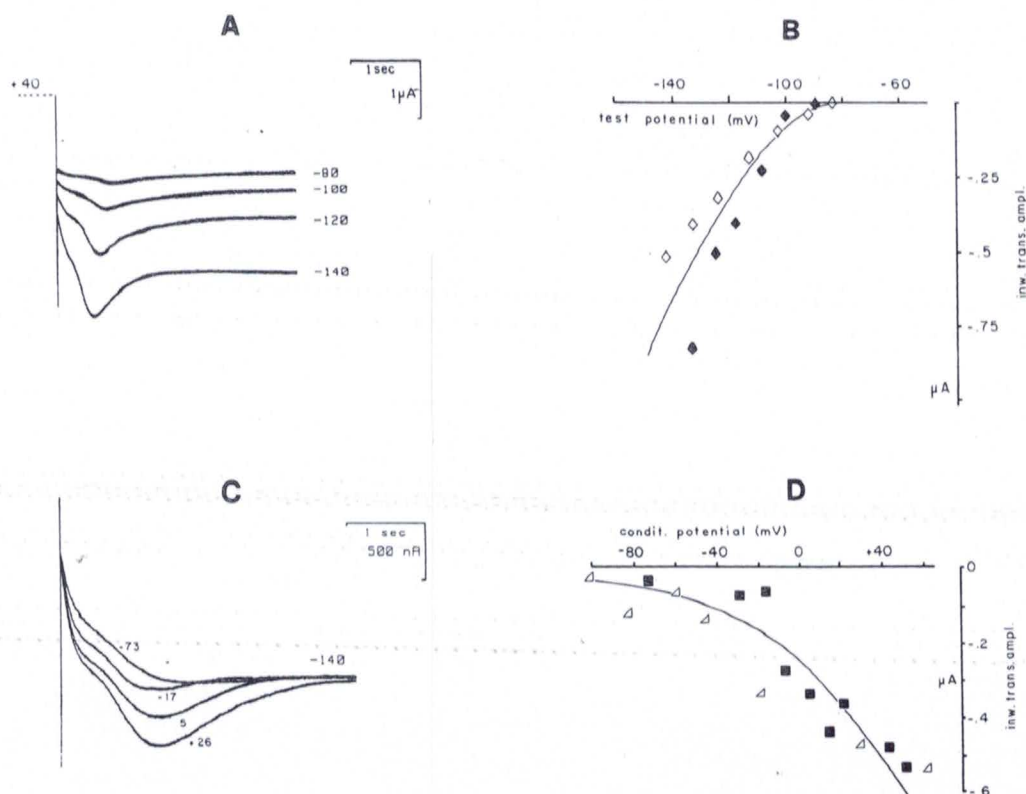 A
+40
1sec
1µA
-80
-100
-120
-140
B
-140 -100 -60
test potential (mV)
-.25
-.5
-.75
µA
inw. trans. ampl.
C
1 sec
500 nA
-73
-17
5
+26
-140
D
condit. potential (mV)
-80 -40 0 +40
0
-.2
µA
-.4
-.6
inw. trans. ampl.